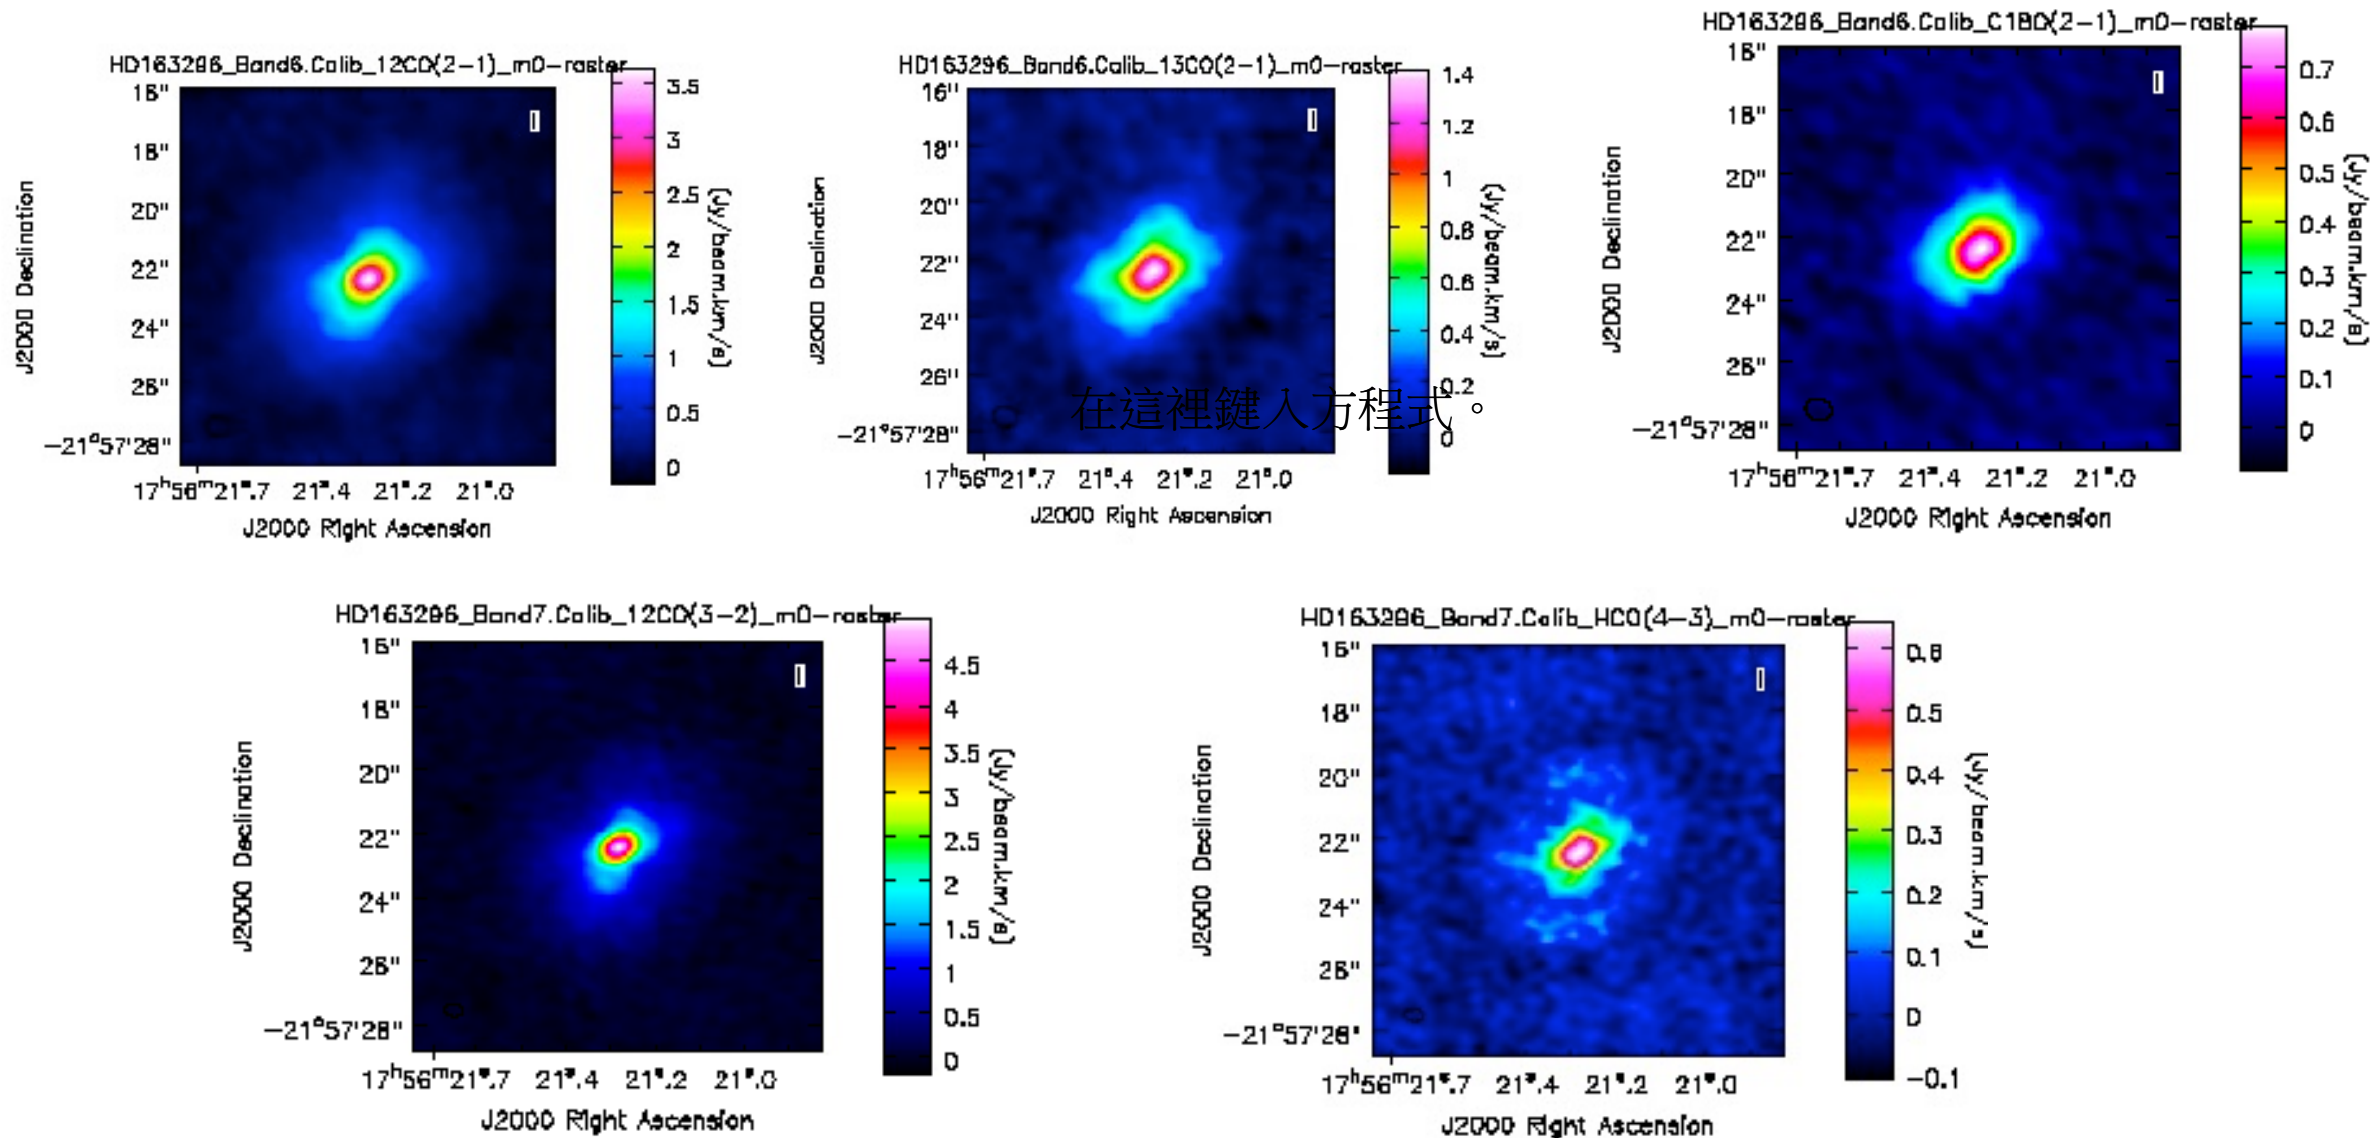 HD163296_Band6.Calib_12CO(2-1)_m0-raster
16"
18"
20"
22"
24"
26"
-21°57'28"
17ʰ56ᵐ21ˢ.7 21ˢ.4 21ˢ.2 21ˢ.0
J2000 Right Ascension
J2000 Declination
I
3.5
3
2.5
2
1.5
1
0.5
0
(Jy/beam.km/s)
HD163296_Band6.Calib_13CO(2-1)_m0-raster
16"
18"
20"
22"
24"
26"
-21°57'28"
17ʰ56ᵐ21ˢ.7 21ˢ.4 21ˢ.2 21ˢ.0
J2000 Right Ascension
J2000 Declination
I
1.4
1.2
1
0.8
0.6
0.4
0.2
0
(Jy/beam.km/s)
在這裡鍵入方程式。
HD163296_Band6.Calib_C18O(2-1)_m0-raster
16"
18"
20"
22"
24"
26"
-21°57'28"
17ʰ56ᵐ21ˢ.7 21ˢ.4 21ˢ.2 21ˢ.0
J2000 Right Ascension
J2000 Declination
I
0.7
0.6
0.5
0.4
0.3
0.2
0.1
0
(Jy/beam.km/s)
HD163296_Band7.Calib_12CO(3-2)_m0-raster
16"
18"
20"
22"
24"
26"
-21°57'28"
17ʰ56ᵐ21ˢ.7 21ˢ.4 21ˢ.2 21ˢ.0
J2000 Right Ascension
J2000 Declination
I
4.5
4
3.5
3
2.5
2
1.5
1
0.5
0
(Jy/beam.km/s)
HD163296_Band7.Calib_HCO(4-3)_m0-raster
16"
18"
20"
22"
24"
26"
-21°57'28"
17ʰ56ᵐ21ˢ.7 21ˢ.4 21ˢ.2 21ˢ.0
J2000 Right Ascension
J2000 Declination
I
0.6
0.5
0.4
0.3
0.2
0.1
0
-0.1
(Jy/beam.km/s)